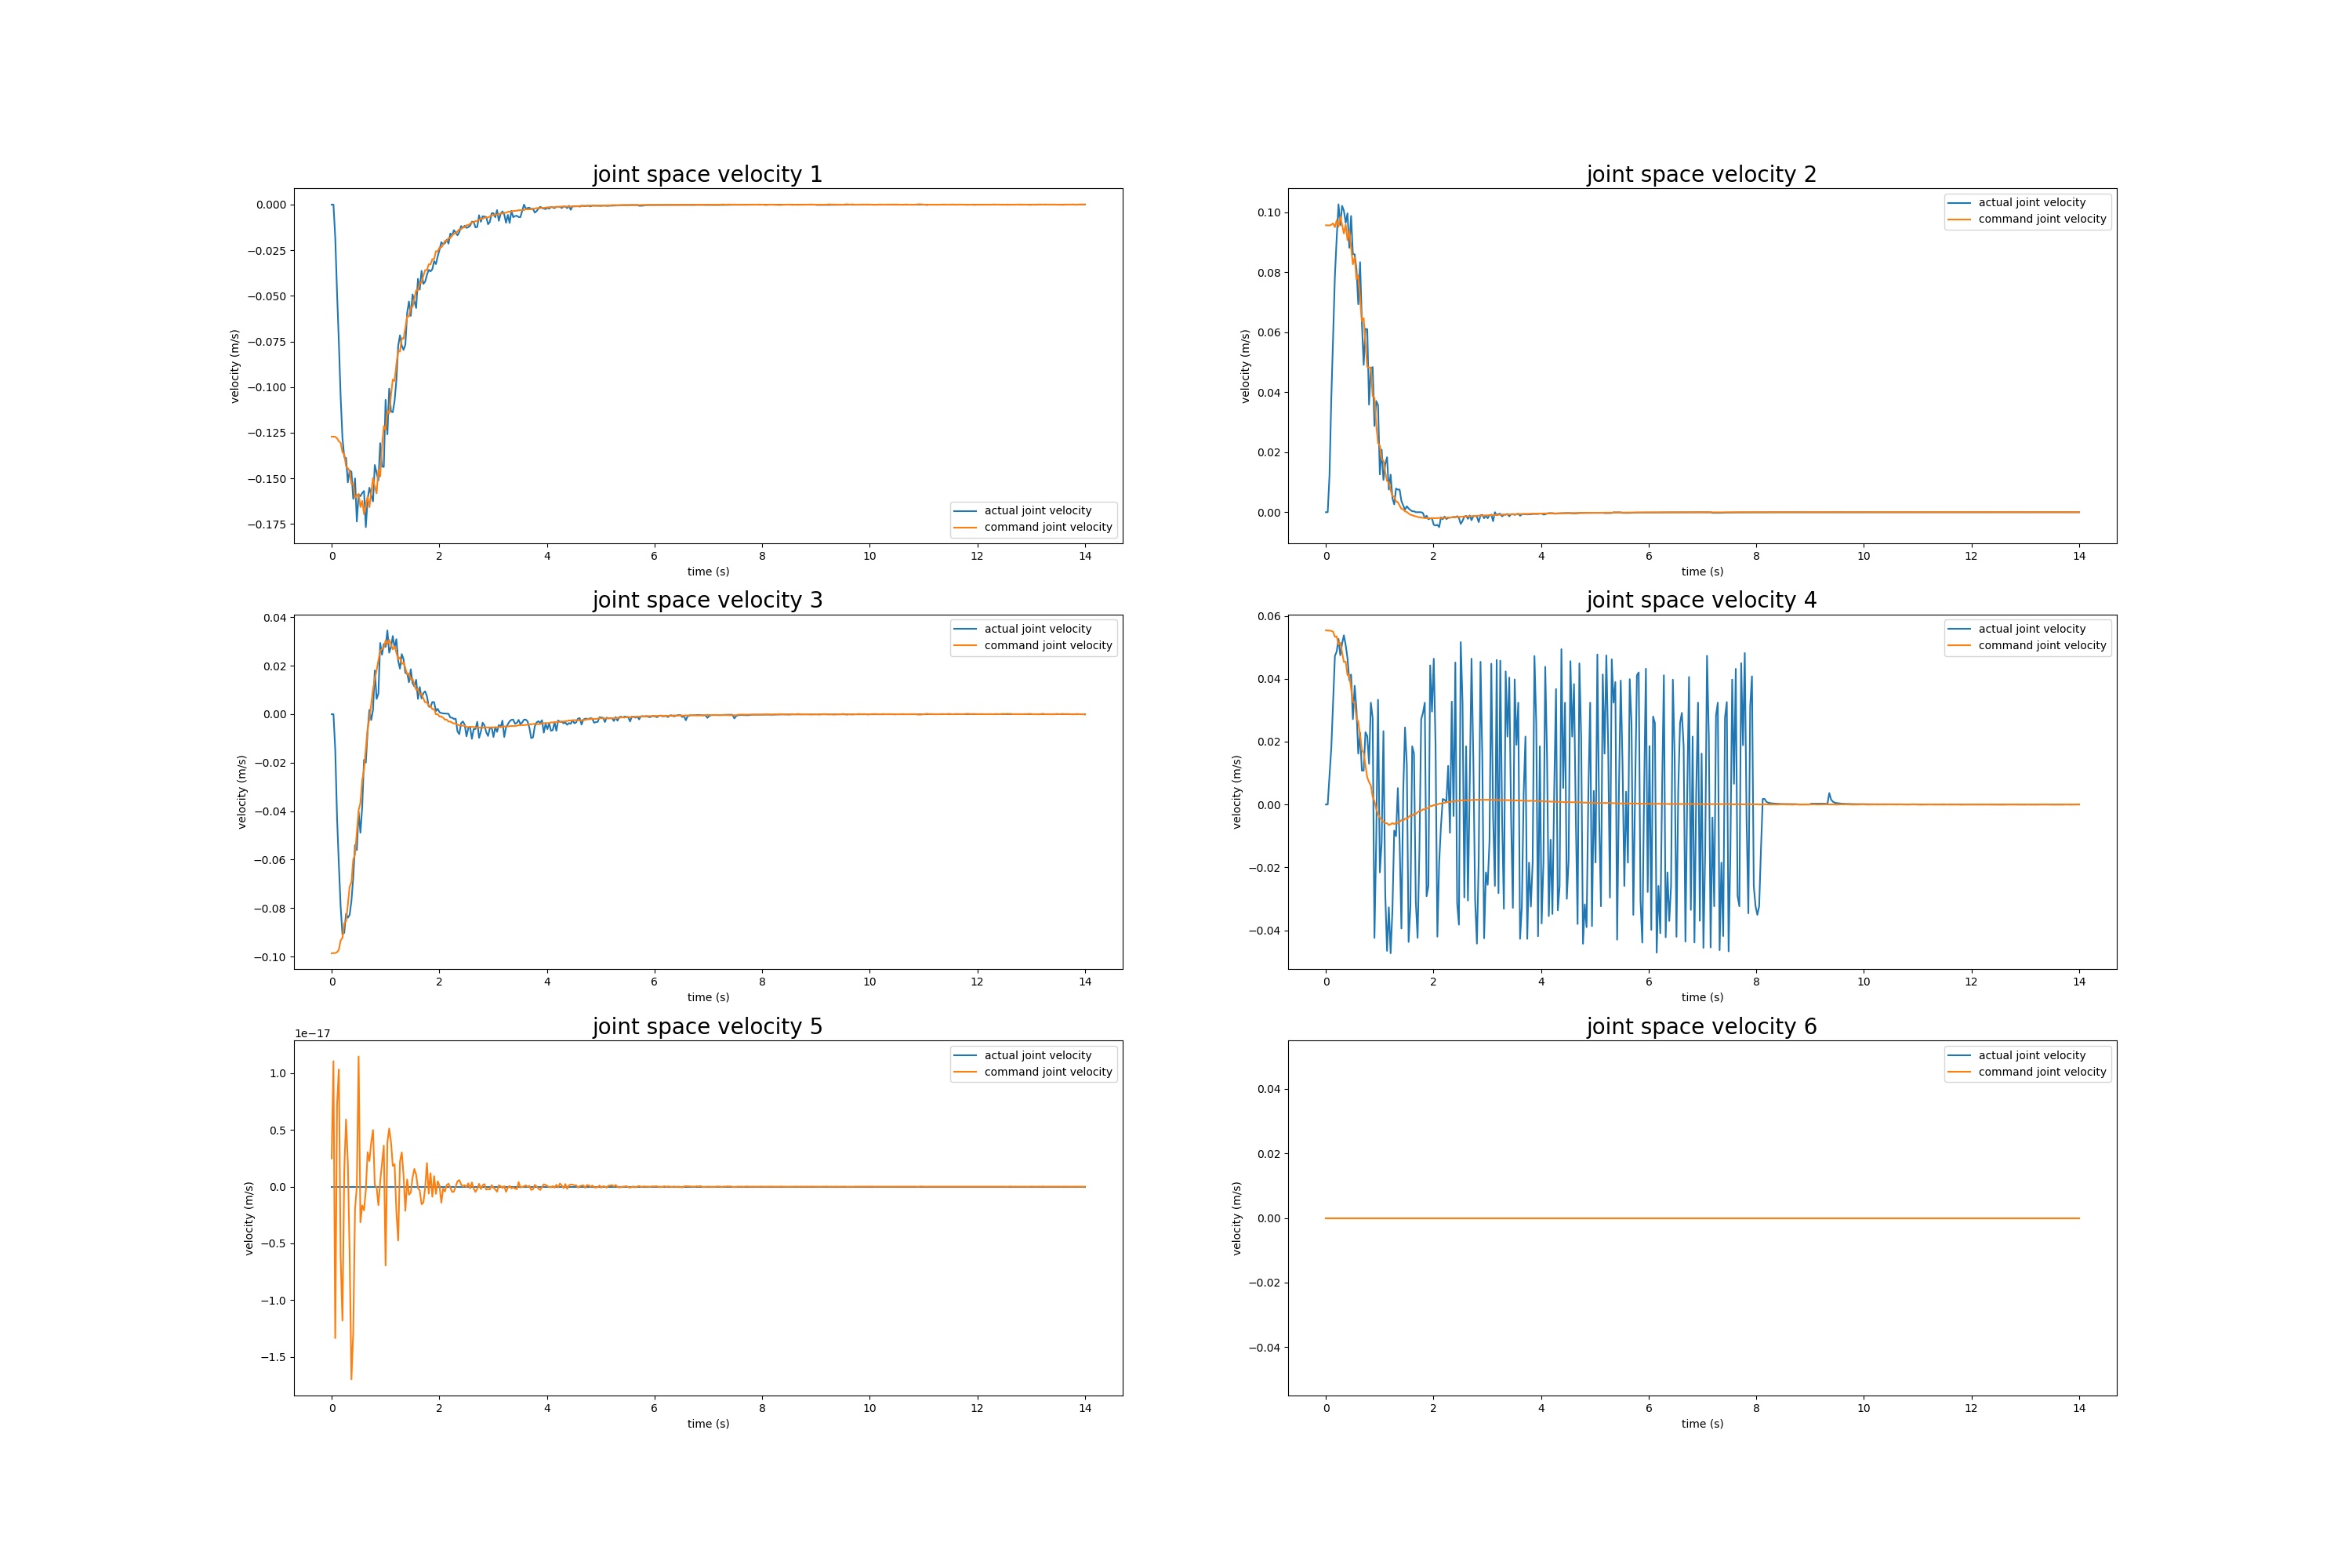 joint space velocity 1
0.000
−0.025
−0.050
−0.075
−0.100
−0.125
−0.150
−0.175
velocity (m/s)
actual joint velocity
command joint velocity
0 2 4 6 8 10 12 14
time (s)
joint space velocity 2
0.10
0.08
0.06
0.04
0.02
0.00
velocity (m/s)
actual joint velocity
command joint velocity
0 2 4 6 8 10 12 14
time (s)
joint space velocity 3
0.04
0.02
0.00
−0.02
−0.04
−0.06
−0.08
−0.10
velocity (m/s)
actual joint velocity
command joint velocity
0 2 4 6 8 10 12 14
time (s)
joint space velocity 4
0.06
0.04
0.02
0.00
−0.02
−0.04
velocity (m/s)
actual joint velocity
command joint velocity
0 2 4 6 8 10 12 14
time (s)
joint space velocity 5
1e−17
1.0
0.5
0.0
−0.5
−1.0
−1.5
velocity (m/s)
actual joint velocity
command joint velocity
0 2 4 6 8 10 12 14
time (s)
joint space velocity 6
0.04
0.02
0.00
−0.02
−0.04
velocity (m/s)
actual joint velocity
command joint velocity
0 2 4 6 8 10 12 14
time (s)